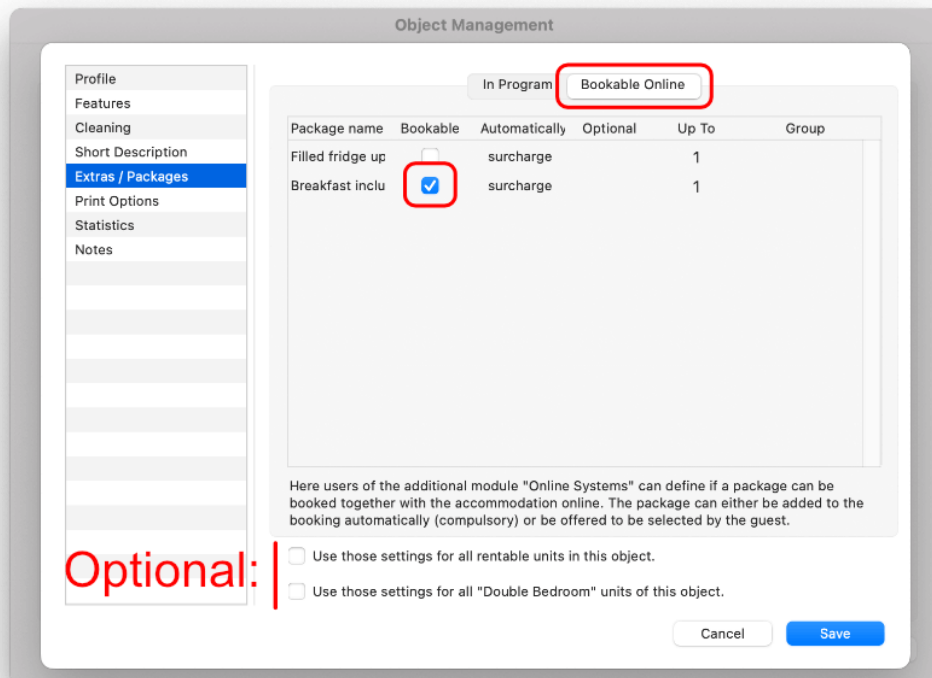 Object Management
Profile
Features
Cleaning
Short Description
Extras / Packages
Print Options
Statistics
Notes
In Program
Bookable Online
Package name Bookable Automatically Optional Up To Group
Filled fridge up surcharge 1
Breakfast inclu surcharge 1
Here users of the additional module "Online Systems" can define if a package can be
booked together with the accommodation online. The package can either be added to the
booking automatically (compulsory) or be offered to be selected by the guest.
Optional:
Use those settings for all rentable units in this object.
Use those settings for all "Double Bedroom" units of this object.
Cancel
Save